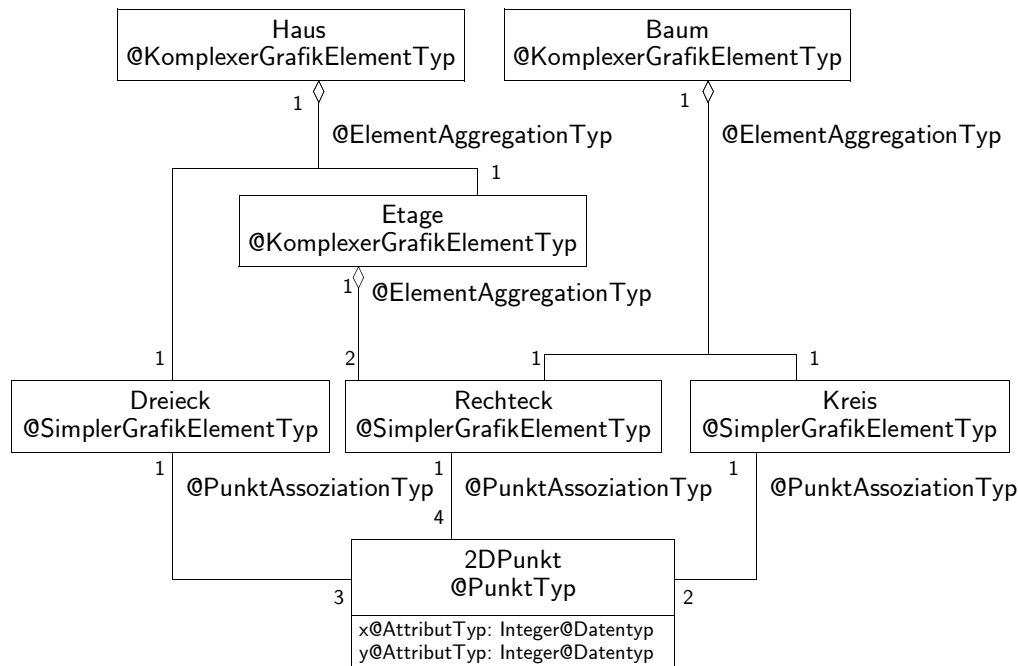 Haus
@KomplexerGrafikElementTyp
Baum
@KomplexerGrafikElementTyp
1
1
@ElementAggregationTyp
@ElementAggregationTyp
1
Etage
@KomplexerGrafikElementTyp
1
@ElementAggregationTyp
1
2
1
1
Dreieck
@SimplerGrafikElementTyp
Rechteck
@SimplerGrafikElementTyp
Kreis
@SimplerGrafikElementTyp
1
@PunktAssoziationTyp
1
@PunktAssoziationTyp
1
@PunktAssoziationTyp
4
2DPunkt
@PunktTyp
3
2
x@AttributTyp: Integer@Datentyp
y@AttributTyp: Integer@Datentyp